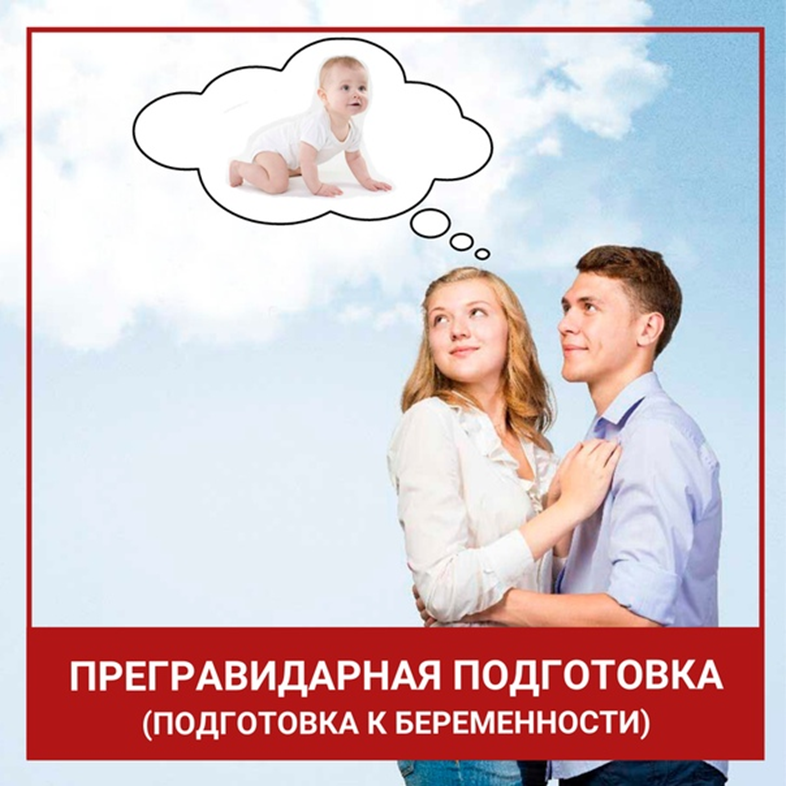 ПРЕГРАВИДАРНАЯ ПОДГОТОВКА
(ПОДГОТОВКА К БЕРЕМЕННОСТИ)